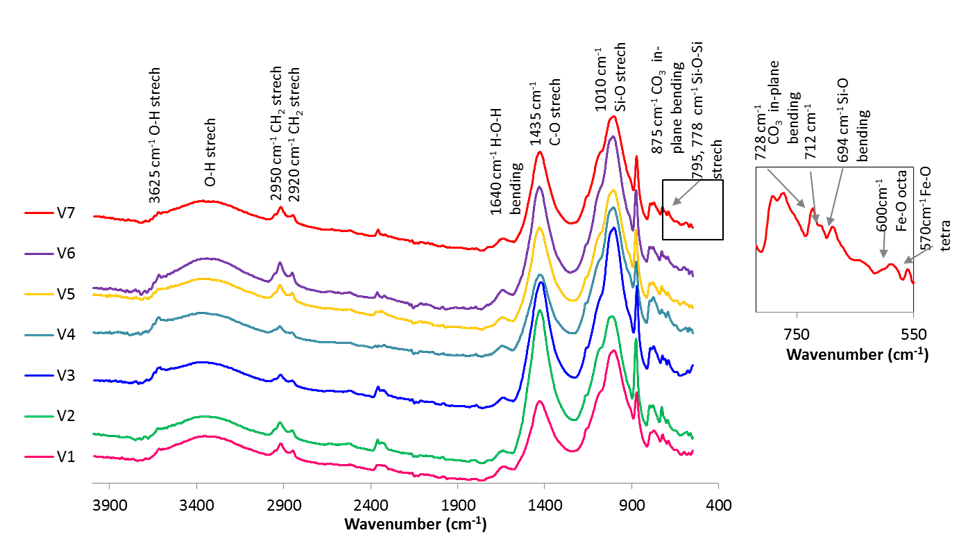 3625 cm-1 O-H strech
O-H strech
2950 cm-1 CH2 strech
2920 cm-1 CH2 strech
1640 cm-1 H-O-H
bending
1435 cm-1
C-O strech
1010 cm-1
Si-O strech
875 cm-1 CO3 in-
plane bending
795, 778 cm-1 Si-O-Si
strech
V7
V6
V5
V4
V3
V2
V1
3900 3400 2900 2400 1900 1400 900 400
Wavenumber (cm-1)
728 cm-1
CO3 in-plane
bending
712 cm-1
694 cm-1 Si-O
bending
600cm-1
Fe-O octa
570cm-1 Fe-O
tetra
750 550
Wavenumber (cm-1)